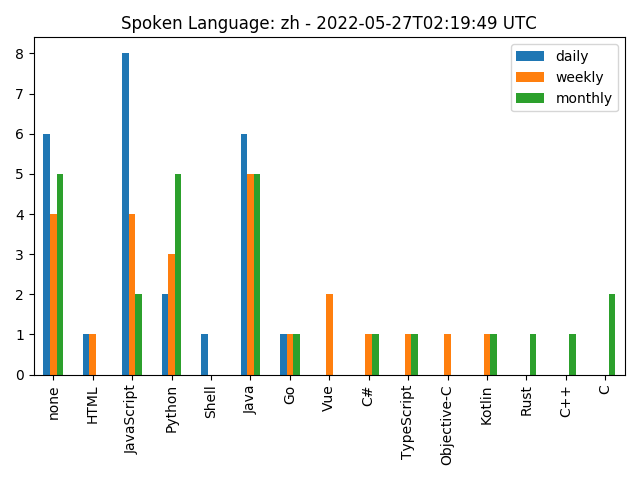 Spoken Language: zh - 2022-05-27T02:19:49 UTC
daily
weekly
monthly
8
7
6
5
4
3
2
1
0
none
HTML
JavaScript
Python
Shell
Java
Go
Vue
C#
TypeScript
Objective-C
Kotlin
Rust
C++
C